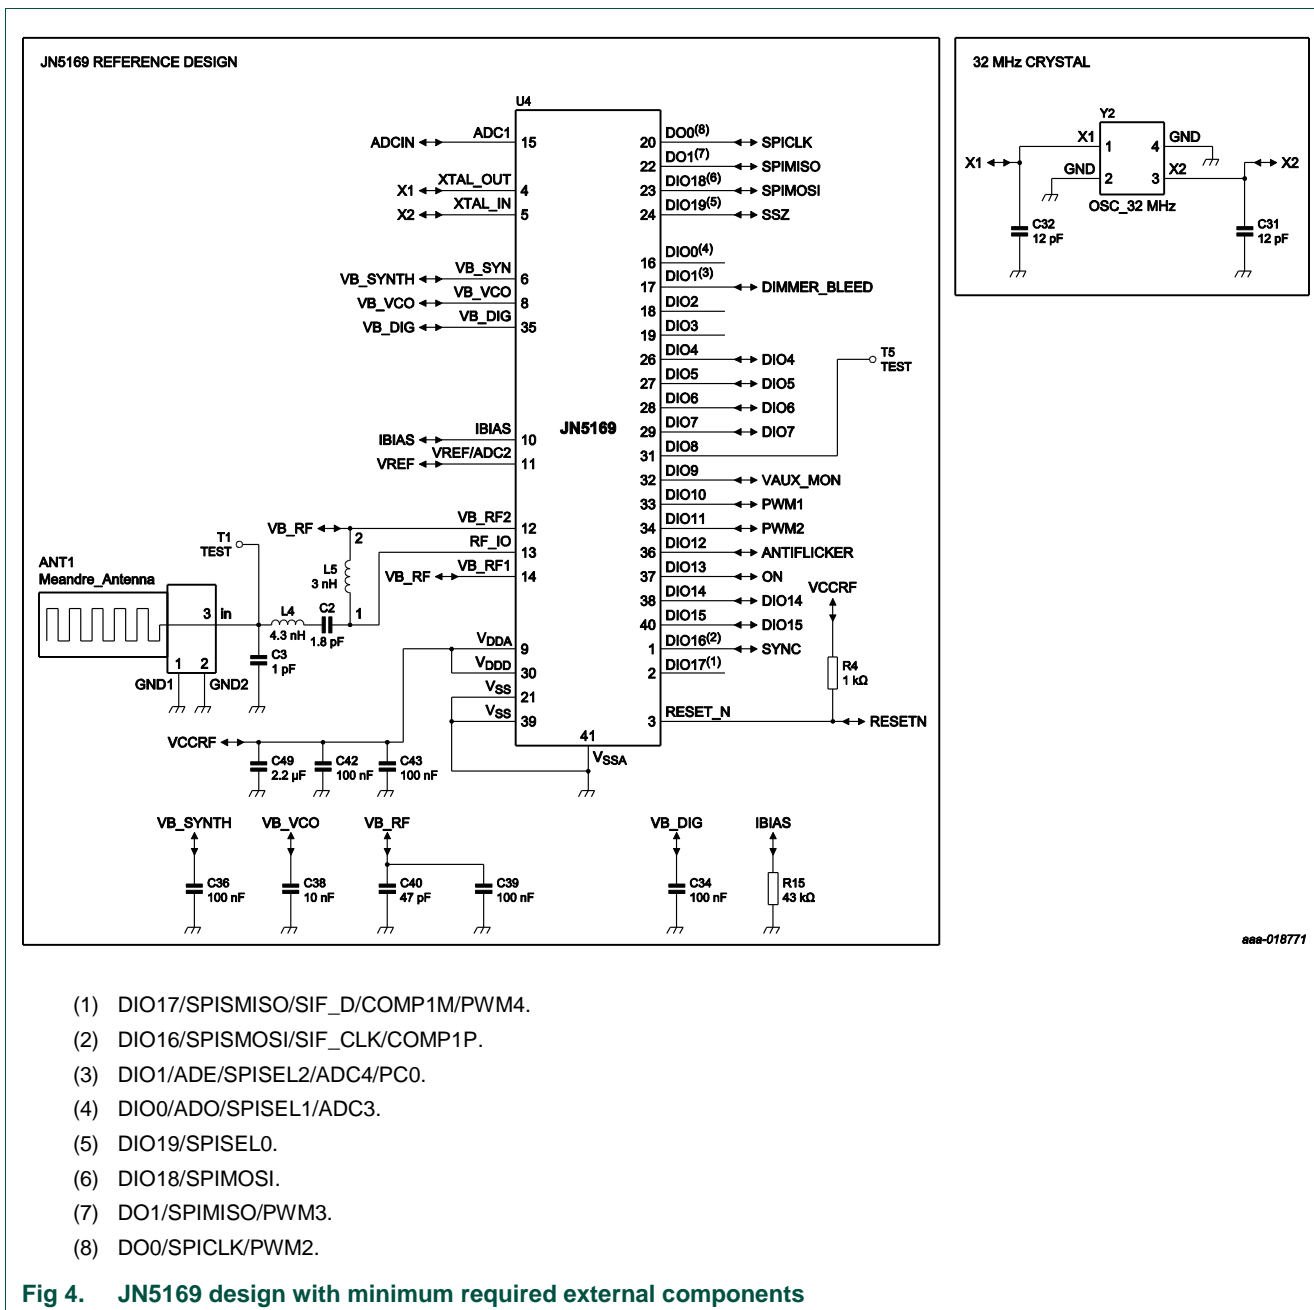 JN5169 REFERENCE DESIGN
U4
ADCIN ADC1 15
X1 XTAL_OUT 4
X2 XTAL_IN 5
VB_SYNTH VB_SYN 6
VB_VCO VB_VCO 8
VB_DIG VB_DIG 35
IBIAS IBIAS 10
VREF VREF/ADC2 11
VB_RF 2 VB_RF2 12
RF_IO 13
VB_RF VB_RF1 14
VDDA 9
VDDD 30
VSS 21
VSS 39
JN5169
41
VSSA
20 DO0(8) SPICLK
22 DO1(7) SPIMISO
23 DIO18(6) SPIMOSI
24 DIO19(5) SSZ
16 DIO0(4)
17 DIO1(3) DIMMER_BLEED
18 DIO2
19 DIO3
26 DIO4 DIO4
27 DIO5 DIO5
28 DIO6 DIO6
29 DIO7 DIO7
31 DIO8
T5
TEST
32 DIO9 VAUX_MON
33 DIO10 PWM1
34 DIO11 PWM2
36 DIO12 ANTIFLICKER
37 DIO13 ON
38 DIO14 DIO14
40 DIO15 DIO15
1 DIO16(2) SYNC
2 DIO17(1)
3 RESET_N RESETN
VCCRF
R4
1 kΩ
T1
TEST
ANT1
Meandre_Antenna
3 in
1 2
GND1 GND2
L5
3 nH
1
L4
4.3 nH
C2
1.8 pF
C3
1 pF
VCCRF
C49
2.2 µF
C42
100 nF
C43
100 nF
VB_SYNTH
C36
100 nF
VB_VCO
C38
10 nF
VB_RF
C40
47 pF
C39
100 nF
VB_DIG
C34
100 nF
IBIAS
R15
43 kΩ
32 MHz CRYSTAL
Y2
X1 X1 1 4 GND
GND 2 3 X2 X2
OSC_32 MHz
C32
12 pF
C31
12 pF
aaa-018771
(1) DIO17/SPISMISO/SIF_D/COMP1M/PWM4.
(2) DIO16/SPISMOSI/SIF_CLK/COMP1P.
(3) DIO1/ADE/SPISEL2/ADC4/PC0.
(4) DIO0/ADO/SPISEL1/ADC3.
(5) DIO19/SPISEL0.
(6) DIO18/SPIMOSI.
(7) DO1/SPIMISO/PWM3.
(8) DO0/SPICLK/PWM2.
Fig 4. JN5169 design with minimum required external components